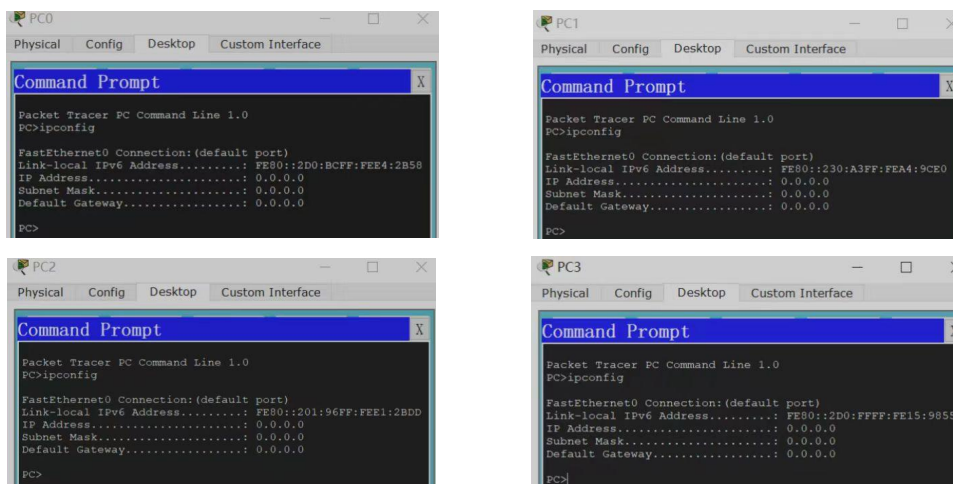 PC0
Physical Config Desktop Custom Interface
Command Prompt X
Packet Tracer PC Command Line 1.0
PC>ipconfig
FastEthernet0 Connection:(default port)
Link-local IPv6 Address.........: FE80::2D0:BCFF:FEE4:2B58
IP Address......................: 0.0.0.0
Subnet Mask.....................: 0.0.0.0
Default Gateway.................: 0.0.0.0
PC>
PC1
Physical Config Desktop Custom Interface
Command Prompt X
Packet Tracer PC Command Line 1.0
PC>ipconfig
FastEthernet0 Connection:(default port)
Link-local IPv6 Address.........: FE80::230:A3FF:FEA4:9CE0
IP Address......................: 0.0.0.0
Subnet Mask.....................: 0.0.0.0
Default Gateway.................: 0.0.0.0
PC>
PC2
Physical Config Desktop Custom Interface
Command Prompt X
Packet Tracer PC Command Line 1.0
PC>ipconfig
FastEthernet0 Connection:(default port)
Link-local IPv6 Address.........: FE80::201:96FF:FEE1:2BDD
IP Address......................: 0.0.0.0
Subnet Mask.....................: 0.0.0.0
Default Gateway.................: 0.0.0.0
PC>
PC3
Physical Config Desktop Custom Interface
Command Prompt
Packet Tracer PC Command Line 1.0
PC>ipconfig
FastEthernet0 Connection:(default port)
Link-local IPv6 Address.........: FE80::2D0:FFFF:FE15:9855
IP Address......................: 0.0.0.0
Subnet Mask.....................: 0.0.0.0
Default Gateway.................: 0.0.0.0
PC>